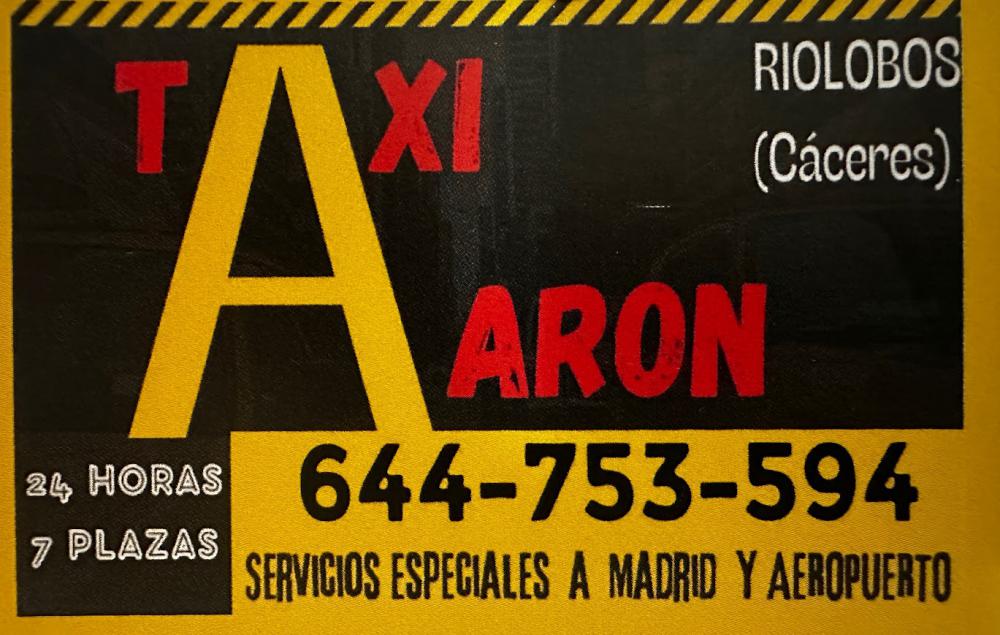 TAXI
RIOLOBOS
(Cáceres)
AARON
644-753-594
24 HORAS
7 PLAZAS
SERVICIOS ESPECIALES A MADRID Y AEROPUERTO